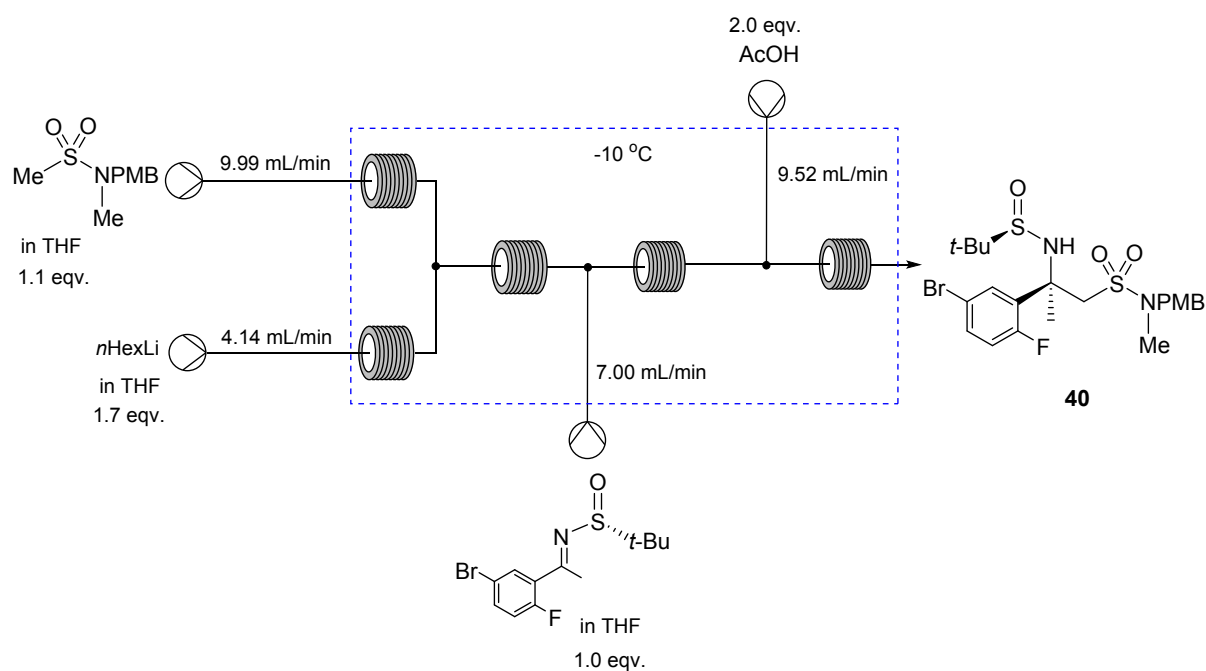 2.0 eqv.
AcOH
O O
S
Me
NPMB
Me
in THF
1.1 eqv.
9.99 mL/min
-10 °C
9.52 mL/min
nHexLi
in THF
1.7 eqv.
4.14 mL/min
7.00 mL/min
O
S
N
t-Bu
Br
F
in THF
1.0 eqv.
O
S
t-Bu
NH
O O
S
Br
NPMB
F
Me
40